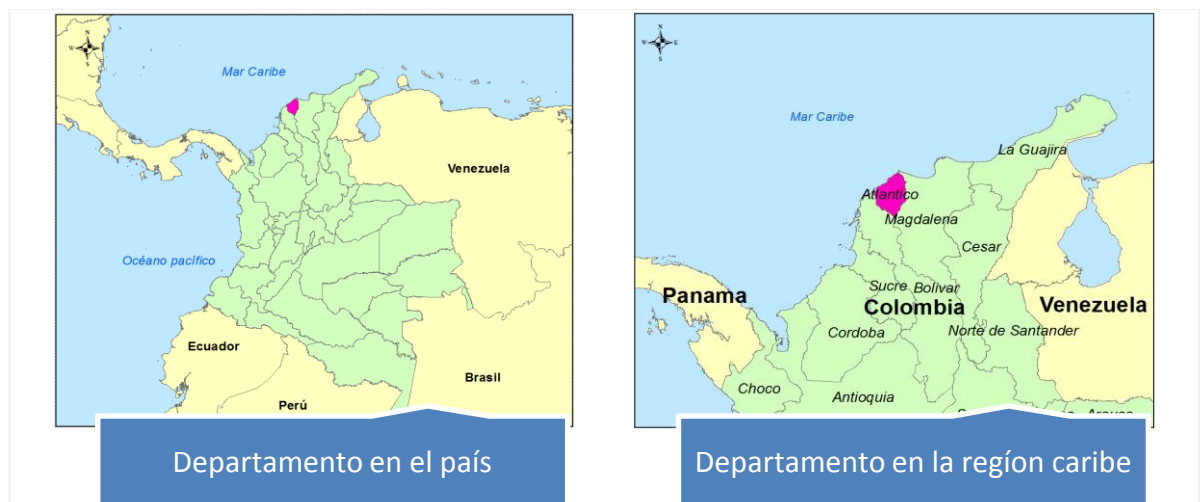 N
W E
S
Mar Caribe
Venezuela
Océano pacífico
Ecuador
Brasil
Perú
Departamento en el país
N
W E
S
Mar Caribe
La Guajira
Atlantico
Magdalena
Cesar
Sucre Bolivar
Panama
Colombia
Venezuela
Cordoba
Norte de Santander
Choco
Antioquia
Departamento en la regíon caribe